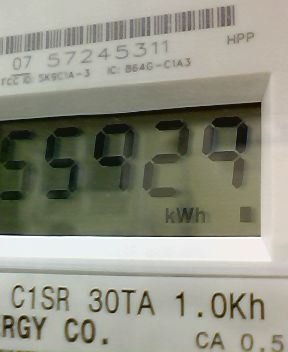 07 57245311
HPP
FCC ID: SK9C1A-3 IC: 864G-C1A3
55929
kWh
C1SR 30TA 1.0Kh
RGY CO.
CA 0.5